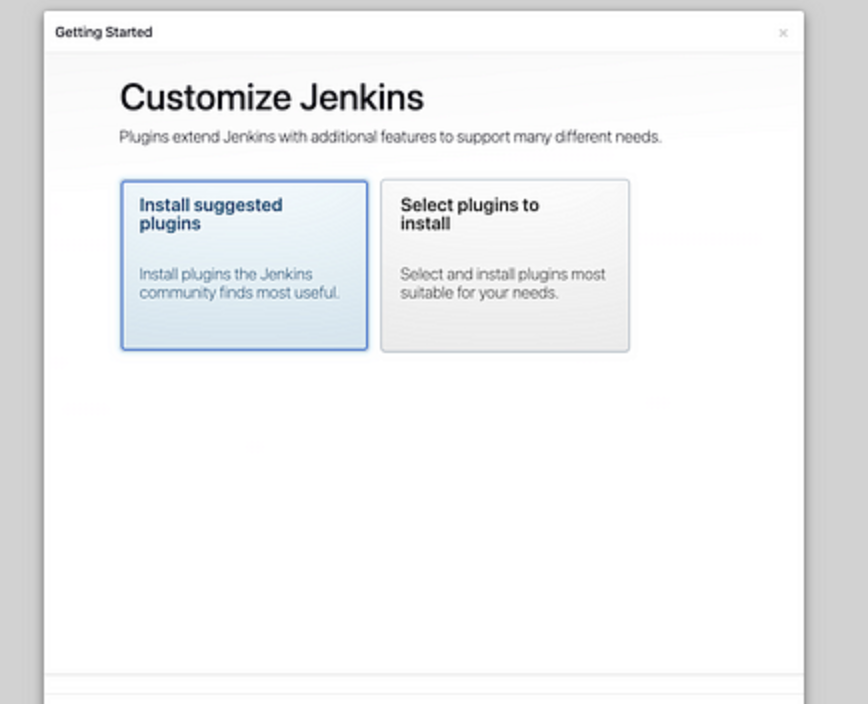 Getting Started
×
Customize Jenkins
Plugins extend Jenkins with additional features to support many different needs.
Install suggested
plugins
Install plugins the Jenkins
community finds most useful.
Select plugins to
install
Select and install plugins most
suitable for your needs.